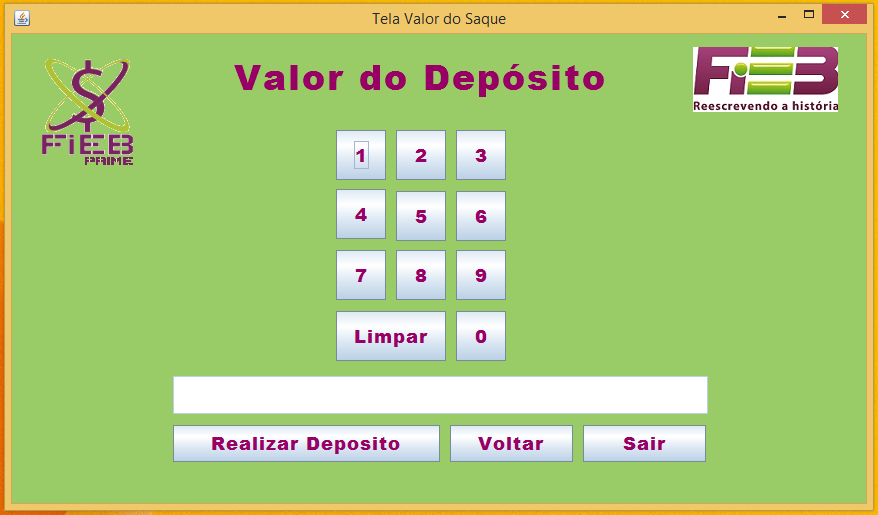 Tela Valor do Saque
Valor do Depósito
$
FiEB
PRIME
FiEB
Reescrevendo a história
1 2 3
4 5 6
7 8 9
Limpar 0
Realizar Deposito Voltar Sair